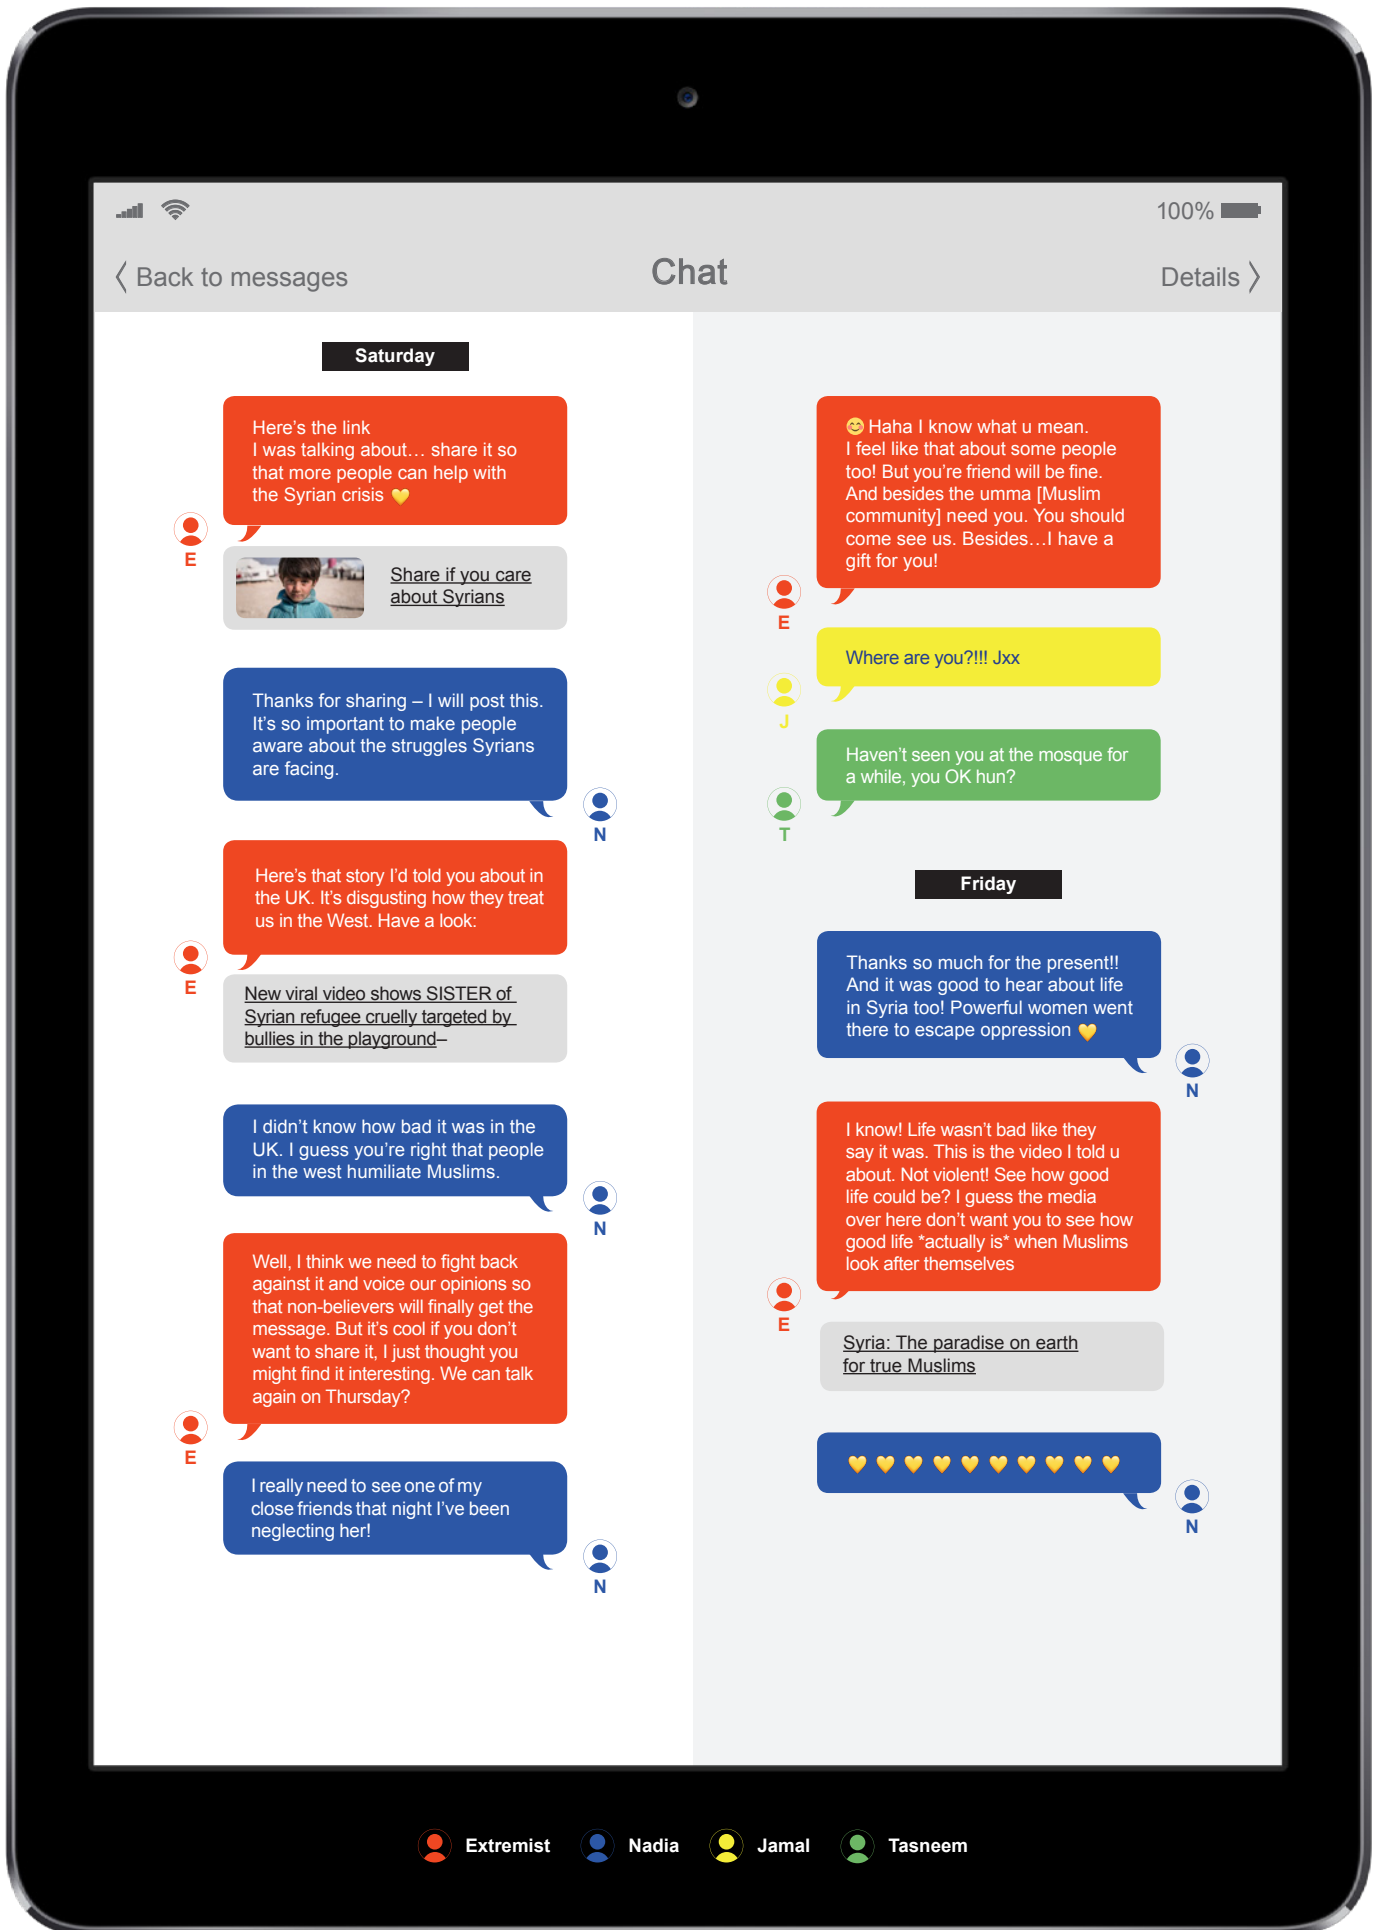 100%
Back to messages
Chat
Details
Saturday
Here's the link
I was talking about… share it so
that more people can help with
the Syrian crisis 💛
E
Share if you care
about Syrians
Thanks for sharing – I will post this.
It's so important to make people
aware about the struggles Syrians
are facing.
N
Here's that story I'd told you about in
the UK. It's disgusting how they treat
us in the West. Have a look:
E
New viral video shows SISTER of
Syrian refugee cruelly targeted by
bullies in the playground–
I didn't know how bad it was in the
UK. I guess you're right that people
in the west humiliate Muslims.
N
Well, I think we need to fight back
against it and voice our opinions so
that non-believers will finally get the
message. But it's cool if you don't
want to share it, I just thought you
might find it interesting. We can talk
again on Thursday?
E
I really need to see one of my
close friends that night I've been
neglecting her!
N
😊 Haha I know what u mean.
I feel like that about some people
too! But you're friend will be fine.
And besides the umma [Muslim
community] need you. You should
come see us. Besides…I have a
gift for you!
E
Where are you?!!! Jxx
J
Haven't seen you at the mosque for
a while, you OK hun?
T
Friday
Thanks so much for the present!!
And it was good to hear about life
in Syria too! Powerful women went
there to escape oppression 💛
N
I know! Life wasn't bad like they
say it was. This is the video I told u
about. Not violent! See how good
life could be? I guess the media
over here don't want you to see how
good life *actually is* when Muslims
look after themselves
E
Syria: The paradise on earth
for true Muslims
💛 💛 💛 💛 💛 💛 💛 💛 💛 💛
N
Extremist
Nadia
Jamal
Tasneem